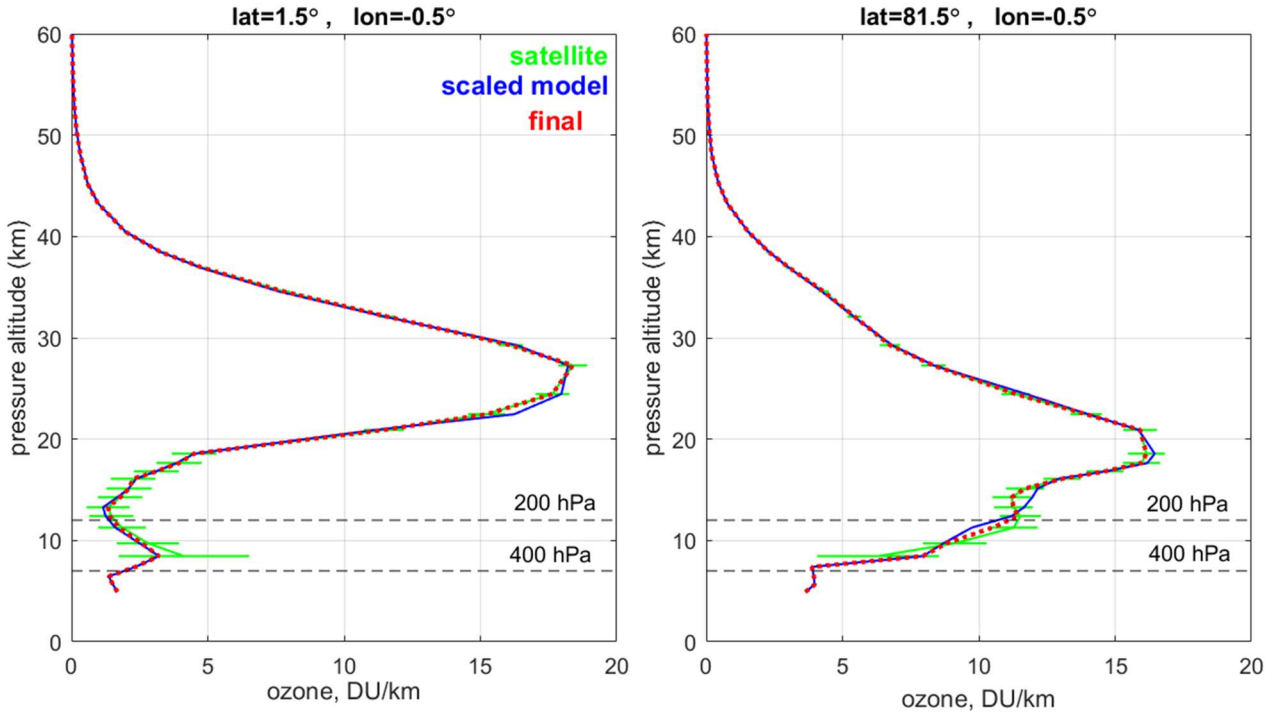 lat=1.5° ,    lon=-0.5°
60
50
40
30
20
10
0
pressure altitude (km)
satellite
scaled model
final
200 hPa
400 hPa
0 5 10 15 20
ozone, DU/km
lat=81.5° ,    lon=-0.5°
60
50
40
30
20
10
0
pressure altitude (km)
200 hPa
400 hPa
0 5 10 15 20
ozone, DU/km